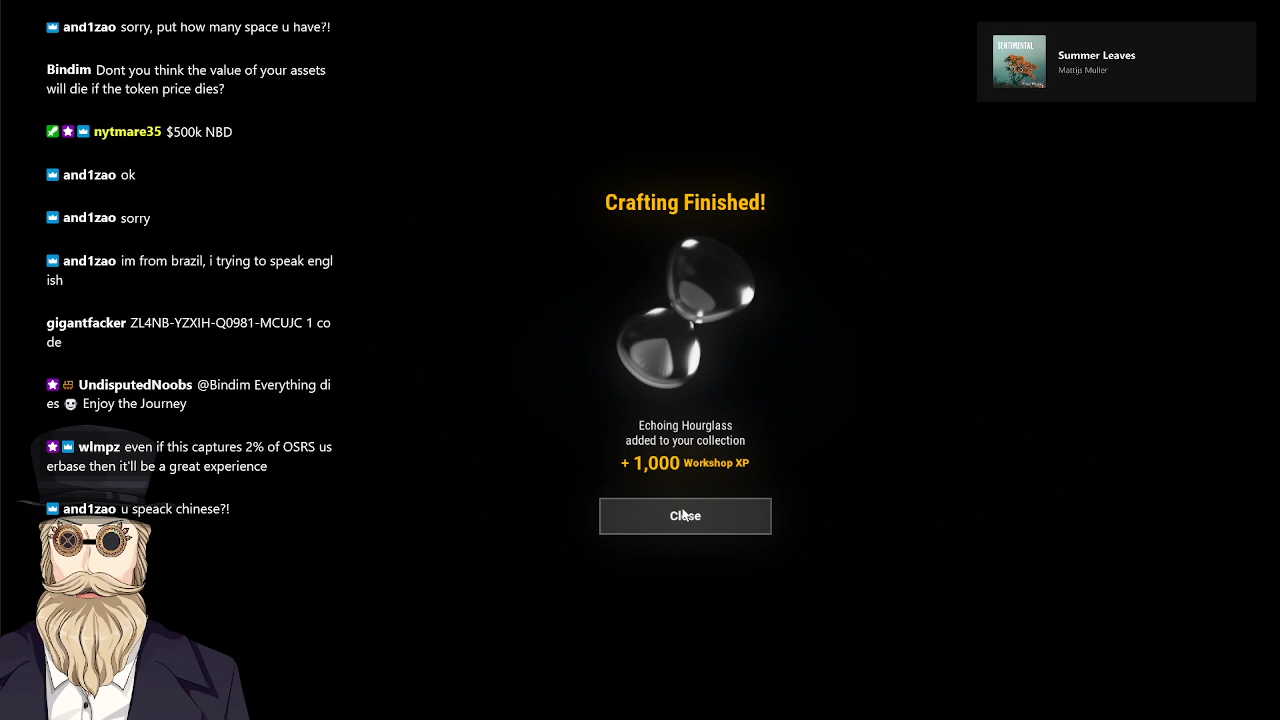 and1zao sorry, put how many space u have?!
Bindim Dont you think the value of your assets
will die if the token price dies?
nytmare35 $500k NBD
and1zao ok
and1zao sorry
and1zao im from brazil, i trying to speak engl
ish
gigantfacker ZL4NB-YZXIH-Q0981-MCUJC 1 co
de
UndisputedNoobs @Bindim Everything di
es 💀 Enjoy the Journey
wlmpz even if this captures 2% of OSRS us
erbase then it'll be a great experience
and1zao u speack chinese?!
Crafting Finished!
Echoing Hourglass
added to your collection
+ 1,000 Workshop XP
Close
SENTIMENTAL
Summer Leaves
Mattijs Muller